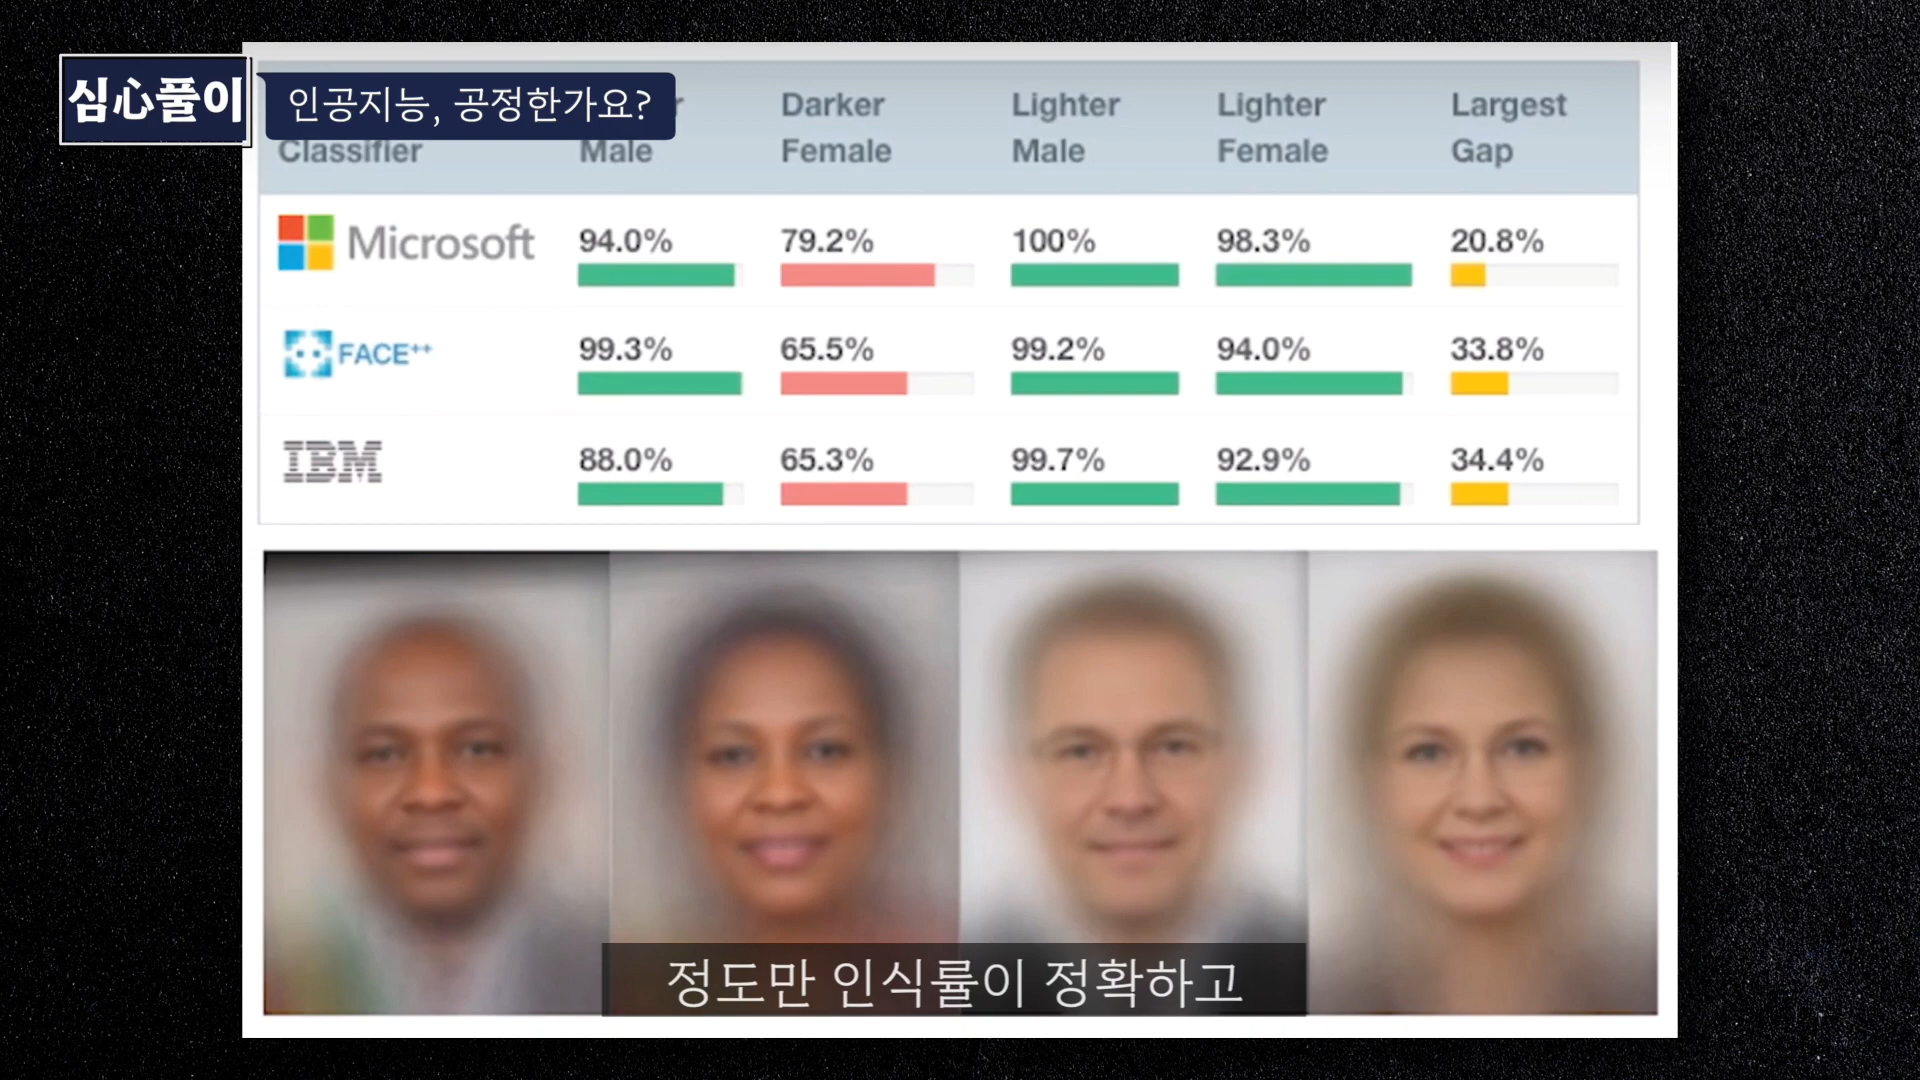 심心풀이
인공지능, 공정한가요?
Classifier
Male
Darker
Female
Lighter
Male
Lighter
Female
Largest
Gap
Microsoft
94.0%
79.2%
100%
98.3%
20.8%
FACE++
99.3%
65.5%
99.2%
94.0%
33.8%
IBM
88.0%
65.3%
99.7%
92.9%
34.4%
정도만 인식률이 정확하고